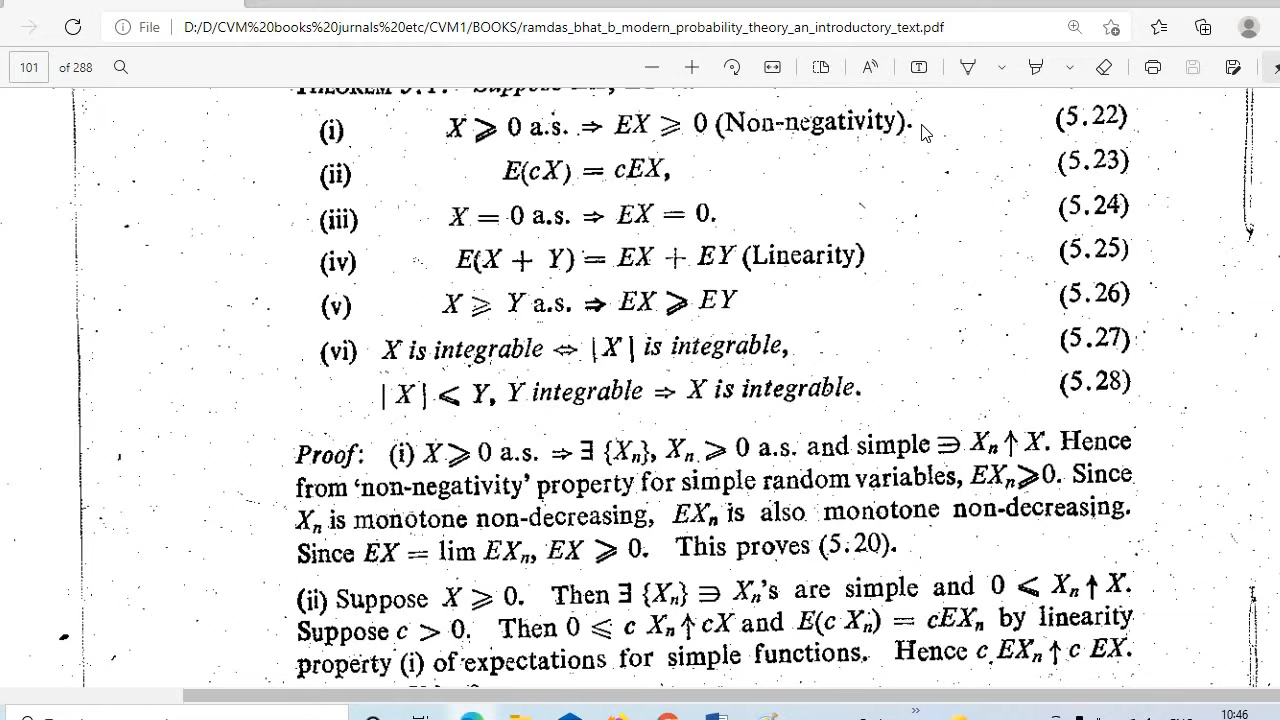 File D:/D/CVM%20books%20jurnals%20etc/CVM1/BOOKS/ramdas_bhat_b_modern_probability_theory_an_introductory_text.pdf
101 of 288
(i) X ⩾ 0 a.s. ⇒ EX ⩾ 0 (Non-negativity). (5.22)
(ii) E(cX) = cEX, (5.23)
(iii) X = 0 a.s. ⇒ EX = 0. (5.24)
(iv) E(X + Y) = EX + EY (Linearity) (5.25)
(v) X ⩾ Y a.s. ⇒ EX ⩾ EY (5.26)
(vi) X is integrable ⇔ |X| is integrable, (5.27)
|X| ⩽ Y, Y integrable ⇒ X is integrable. (5.28)
Proof: (i) X ⩾ 0 a.s. ⇒ ∃ {Xₙ}, Xₙ ⩾ 0 a.s. and simple ∋ Xₙ ↑ X. Hence
from 'non-negativity' property for simple random variables, EXₙ ⩾ 0. Since
Xₙ is monotone non-decreasing, EXₙ is also monotone non-decreasing.
Since EX = lim EXₙ, EX ⩾ 0. This proves (5.20).
(ii) Suppose X ⩾ 0. Then ∃ {Xₙ} ∋ Xₙ's are simple and 0 ⩽ Xₙ ↑ X.
Suppose c > 0. Then 0 ⩽ c Xₙ ↑ cX and E(c Xₙ) = cEXₙ by linearity
property (i) of expectations for simple functions. Hence c EXₙ ↑ c EX.
10:46